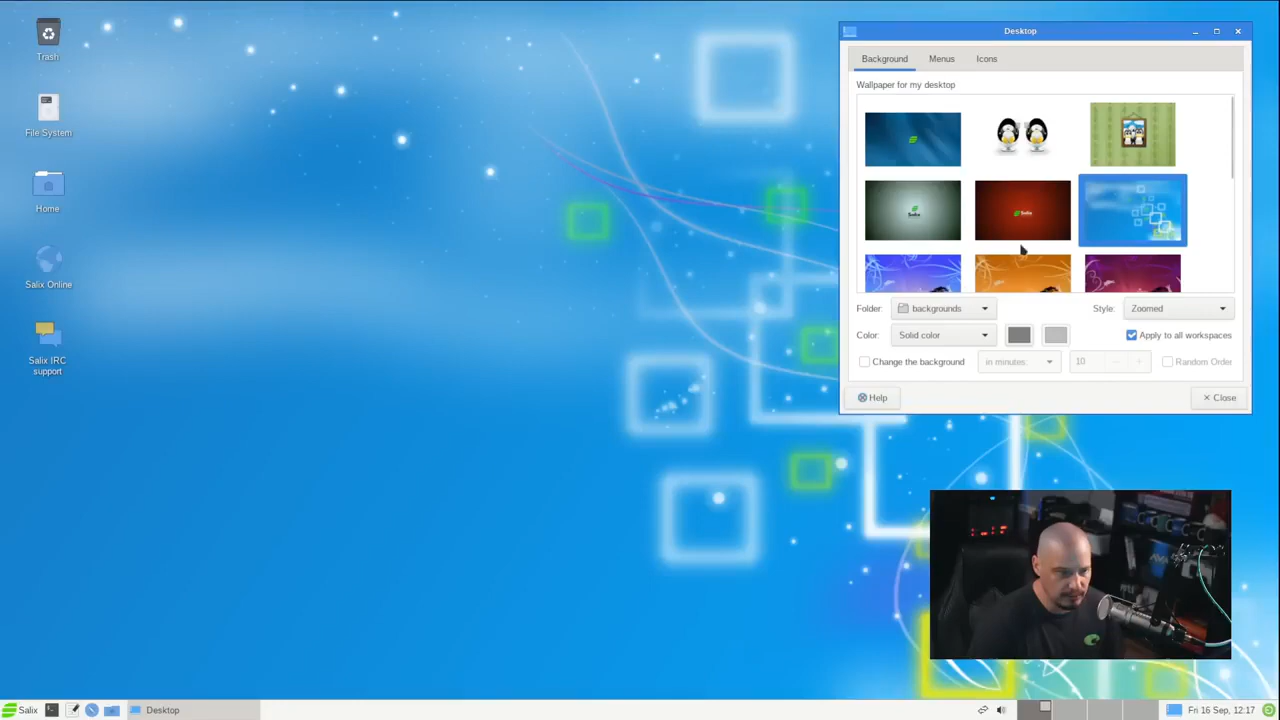 Trash
File System
Home
Salix Online
Salix IRC
support
Desktop
Background Menus Icons
Wallpaper for my desktop
Salix Salix
Folder: backgrounds Style: Zoomed
Color: Solid color Apply to all workspaces
Change the background in minutes: 10 Random Order
Help Close
Salix Desktop Fri 16 Sep, 12:17